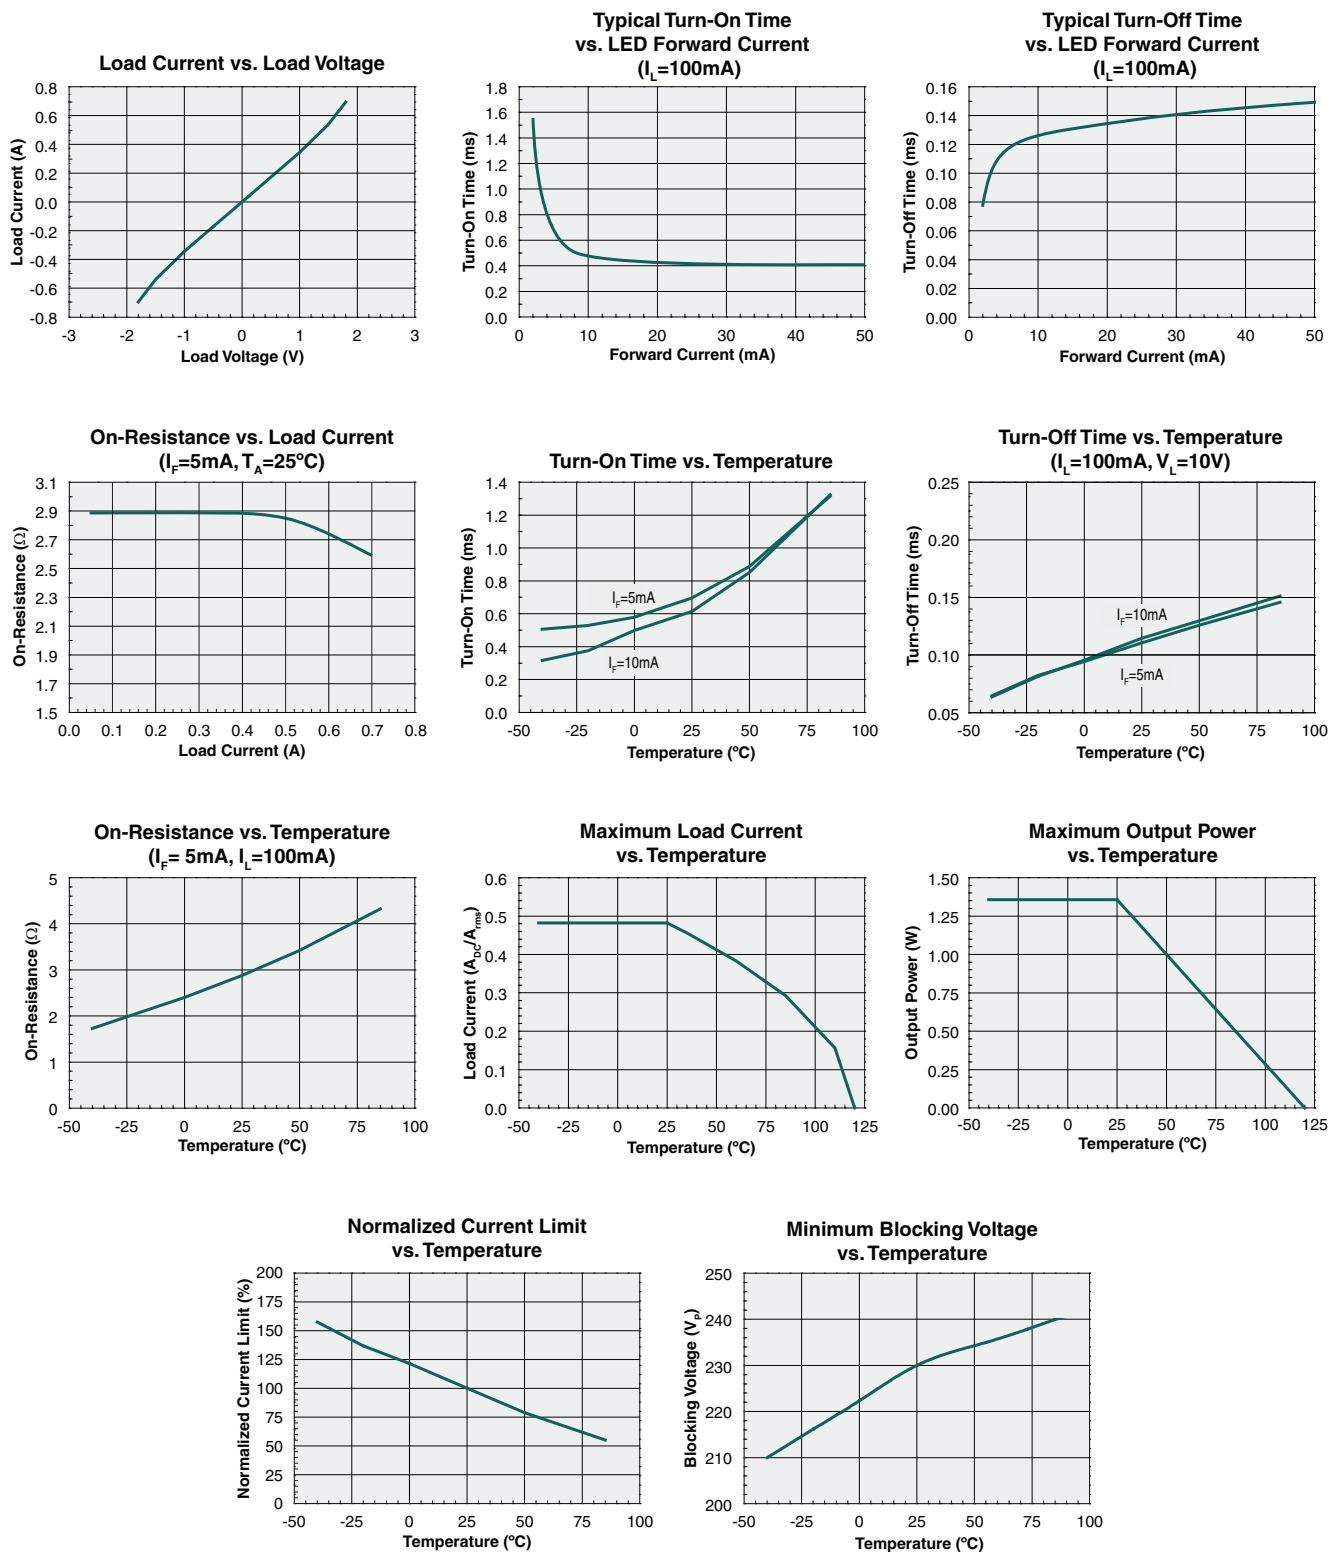 Load Current vs. Load Voltage
Load Current (A)
0.8
0.6
0.4
0.2
0.0
-0.2
-0.4
-0.6
-0.8
-3 -2 -1 0 1 2 3
Load Voltage (V)
Typical Turn-On Time
vs. LED Forward Current
(IL=100mA)
Turn-On Time (ms)
1.8
1.6
1.4
1.2
1.0
0.8
0.6
0.4
0.2
0.0
0 10 20 30 40 50
Forward Current (mA)
Typical Turn-Off Time
vs. LED Forward Current
(IL=100mA)
Turn-Off Time (ms)
0.16
0.14
0.12
0.10
0.08
0.06
0.04
0.02
0.00
0 10 20 30 40 50
Forward Current (mA)
On-Resistance vs. Load Current
(IF=5mA, TA=25ºC)
On-Resistance (Ω)
3.1
2.9
2.7
2.5
2.3
2.1
1.9
1.7
1.5
0.0 0.1 0.2 0.3 0.4 0.5 0.6 0.7 0.8
Load Current (A)
Turn-On Time vs. Temperature
Turn-On Time (ms)
1.4
1.2
1.0
0.8
0.6
0.4
0.2
0.0
IF=5mA
IF=10mA
-50 -25 0 25 50 75 100
Temperature (ºC)
Turn-Off Time vs. Temperature
(IL=100mA, VL=10V)
Turn-Off Time (ms)
0.25
0.20
0.15
0.10
0.05
IF=10mA
IF=5mA
-50 -25 0 25 50 75 100
Temperature (ºC)
On-Resistance vs. Temperature
(IF= 5mA, IL=100mA)
On-Resistance (Ω)
5
4
3
2
1
0
-50 -25 0 25 50 75 100
Temperature (ºC)
Maximum Load Current
vs. Temperature
Load Current (ADC/Arms)
0.6
0.5
0.4
0.3
0.2
0.1
0.0
-50 -25 0 25 50 75 100 125
Temperature (ºC)
Maximum Output Power
vs. Temperature
Output Power (W)
1.50
1.25
1.00
0.75
0.50
0.25
0.00
-50 -25 0 25 50 75 100 125
Temperature (ºC)
Normalized Current Limit
vs. Temperature
Normalized Current Limit (%)
200
175
150
125
100
75
50
25
0
-50 -25 0 25 50 75 100
Temperature (ºC)
Minimum Blocking Voltage
vs. Temperature
Blocking Voltage (VP)
250
240
230
220
210
200
-50 -25 0 25 50 75 100
Temperature (ºC)